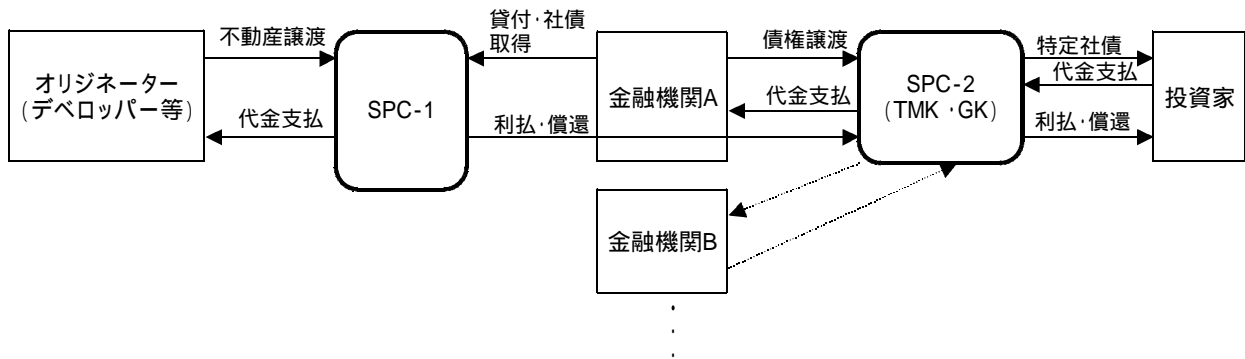 オリジネーター
(デベロッパー等)
不動産譲渡
代金支払
SPC-1
貸付・社債
取得
利払・償還
金融機関A
債権譲渡
代金支払
SPC-2
(TMK・GK)
特定社債
代金支払
利払・償還
投資家
金融機関B